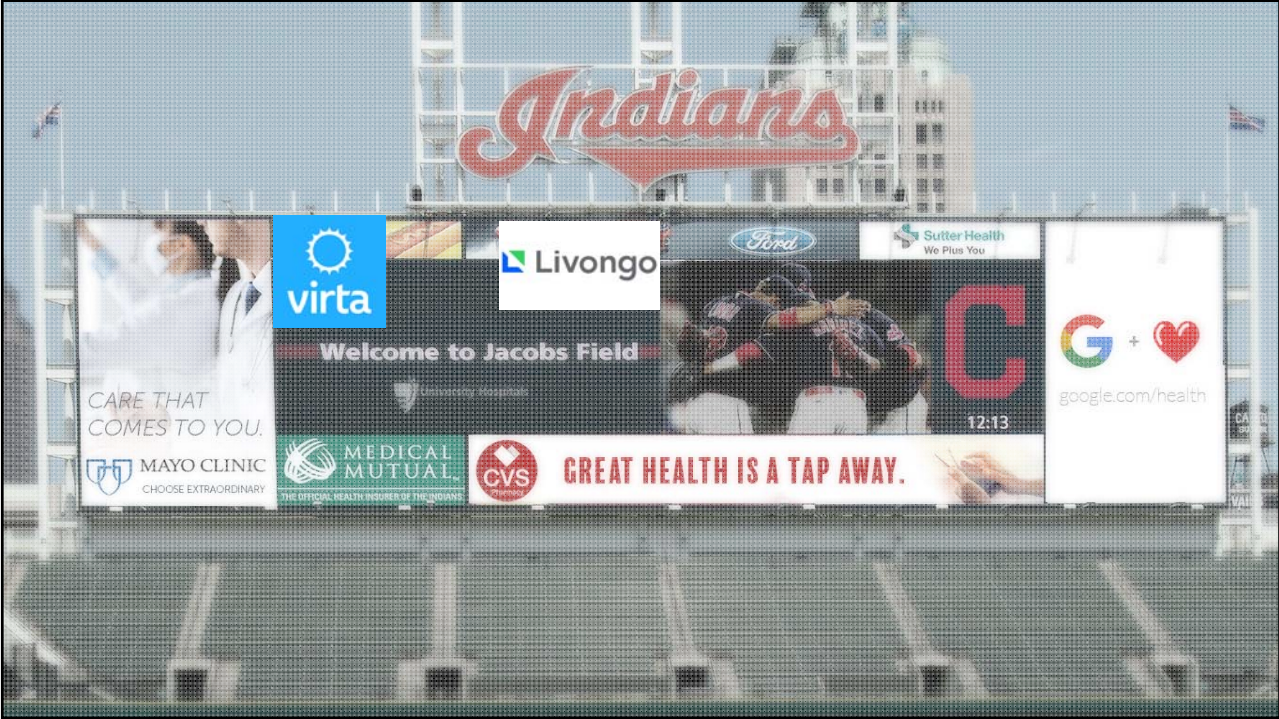 Indians
virta
Livongo
Ford
Sutter Health
We Plus You
Welcome to Jacobs Field
University Hospitals
C
12:13
G + ❤
google.com/health
CARE THAT
COMES TO YOU.
MAYO CLINIC
CHOOSE EXTRAORDINARY
MEDICAL
MUTUAL
THE OFFICIAL HEALTH INSURER OF THE INDIANS
CVS
Pharmacy
GREAT HEALTH IS A TAP AWAY.